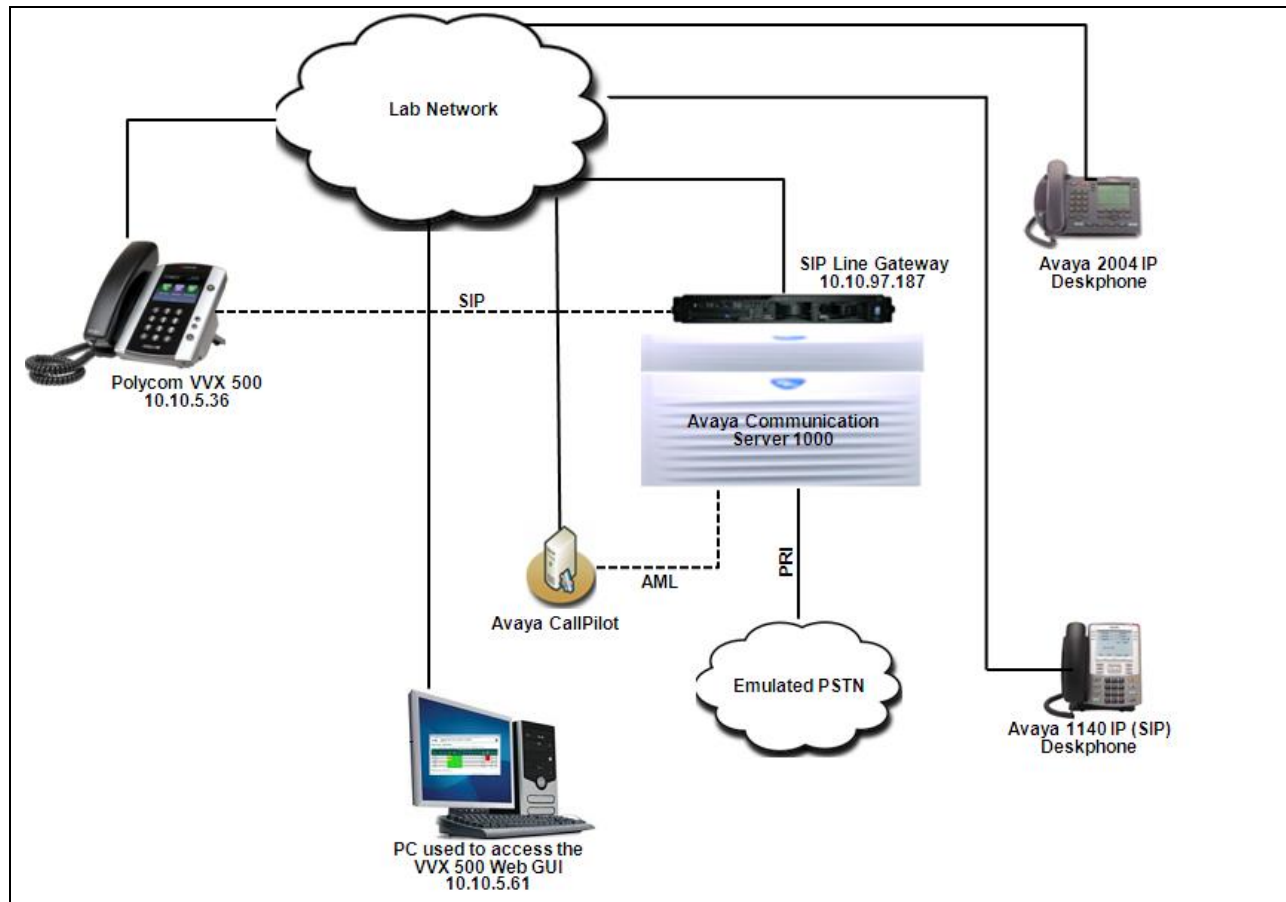 Lab Network
SIP Line Gateway
10.10.97.187
Avaya 2004 IP
Deskphone
SIP
Polycom VVX 500
10.10.5.36
Avaya Communication
Server 1000
PRI
AML
Avaya CallPilot
Emulated PSTN
Avaya 1140 IP (SIP)
Deskphone
PC used to access the
VVX 500 Web GUI
10.10.5.61